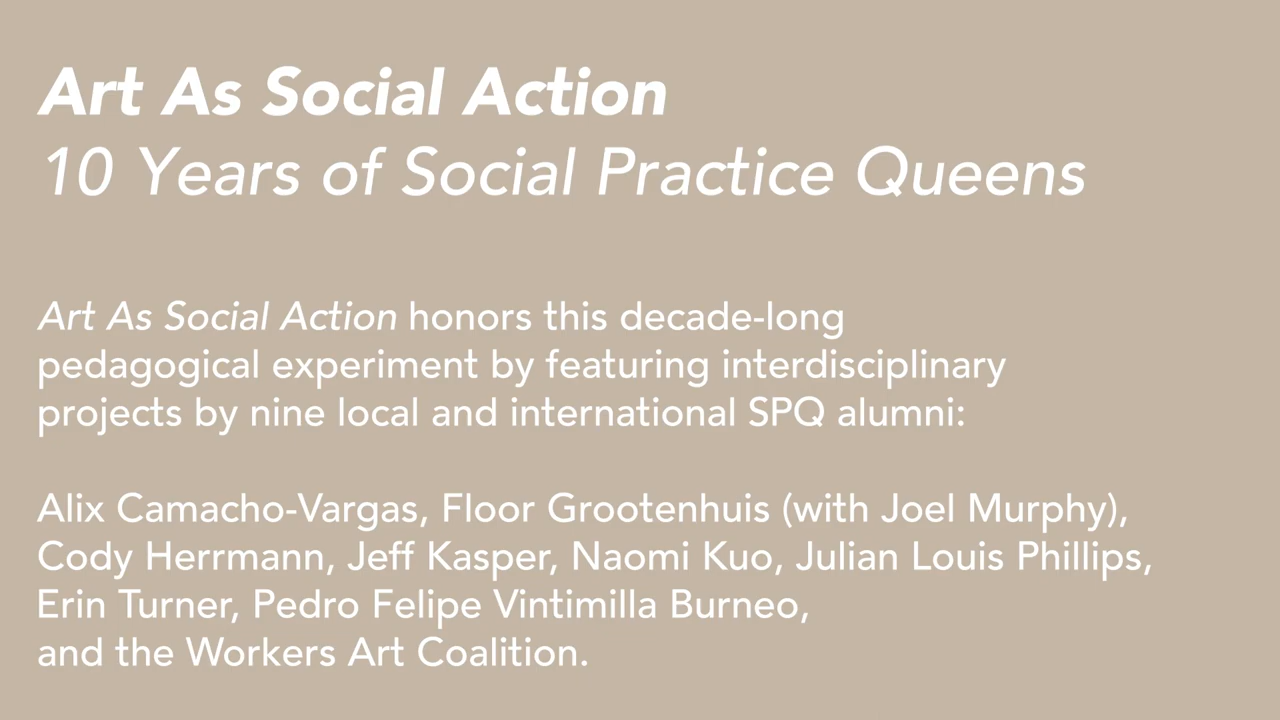 Art As Social Action
10 Years of Social Practice Queens
Art As Social Action honors this decade-long
pedagogical experiment by featuring interdisciplinary
projects by nine local and international SPQ alumni:
Alix Camacho-Vargas, Floor Grootenhuis (with Joel Murphy),
Cody Herrmann, Jeff Kasper, Naomi Kuo, Julian Louis Phillips,
Erin Turner, Pedro Felipe Vintimilla Burneo,
and the Workers Art Coalition.